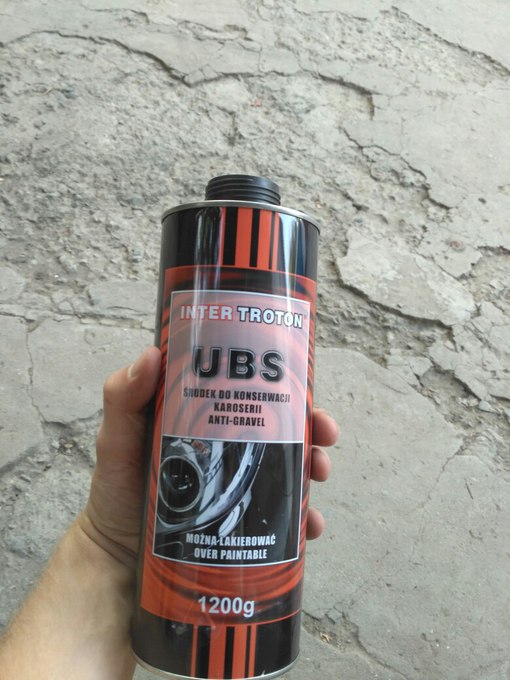 INTER TROTON
UBS
ŚRODEK DO KONSERWACJI
KAROSERII
ANTI-GRAVEL
MOŻNA LAKIEROWAĆ
OVER PAINTABLE
1200g